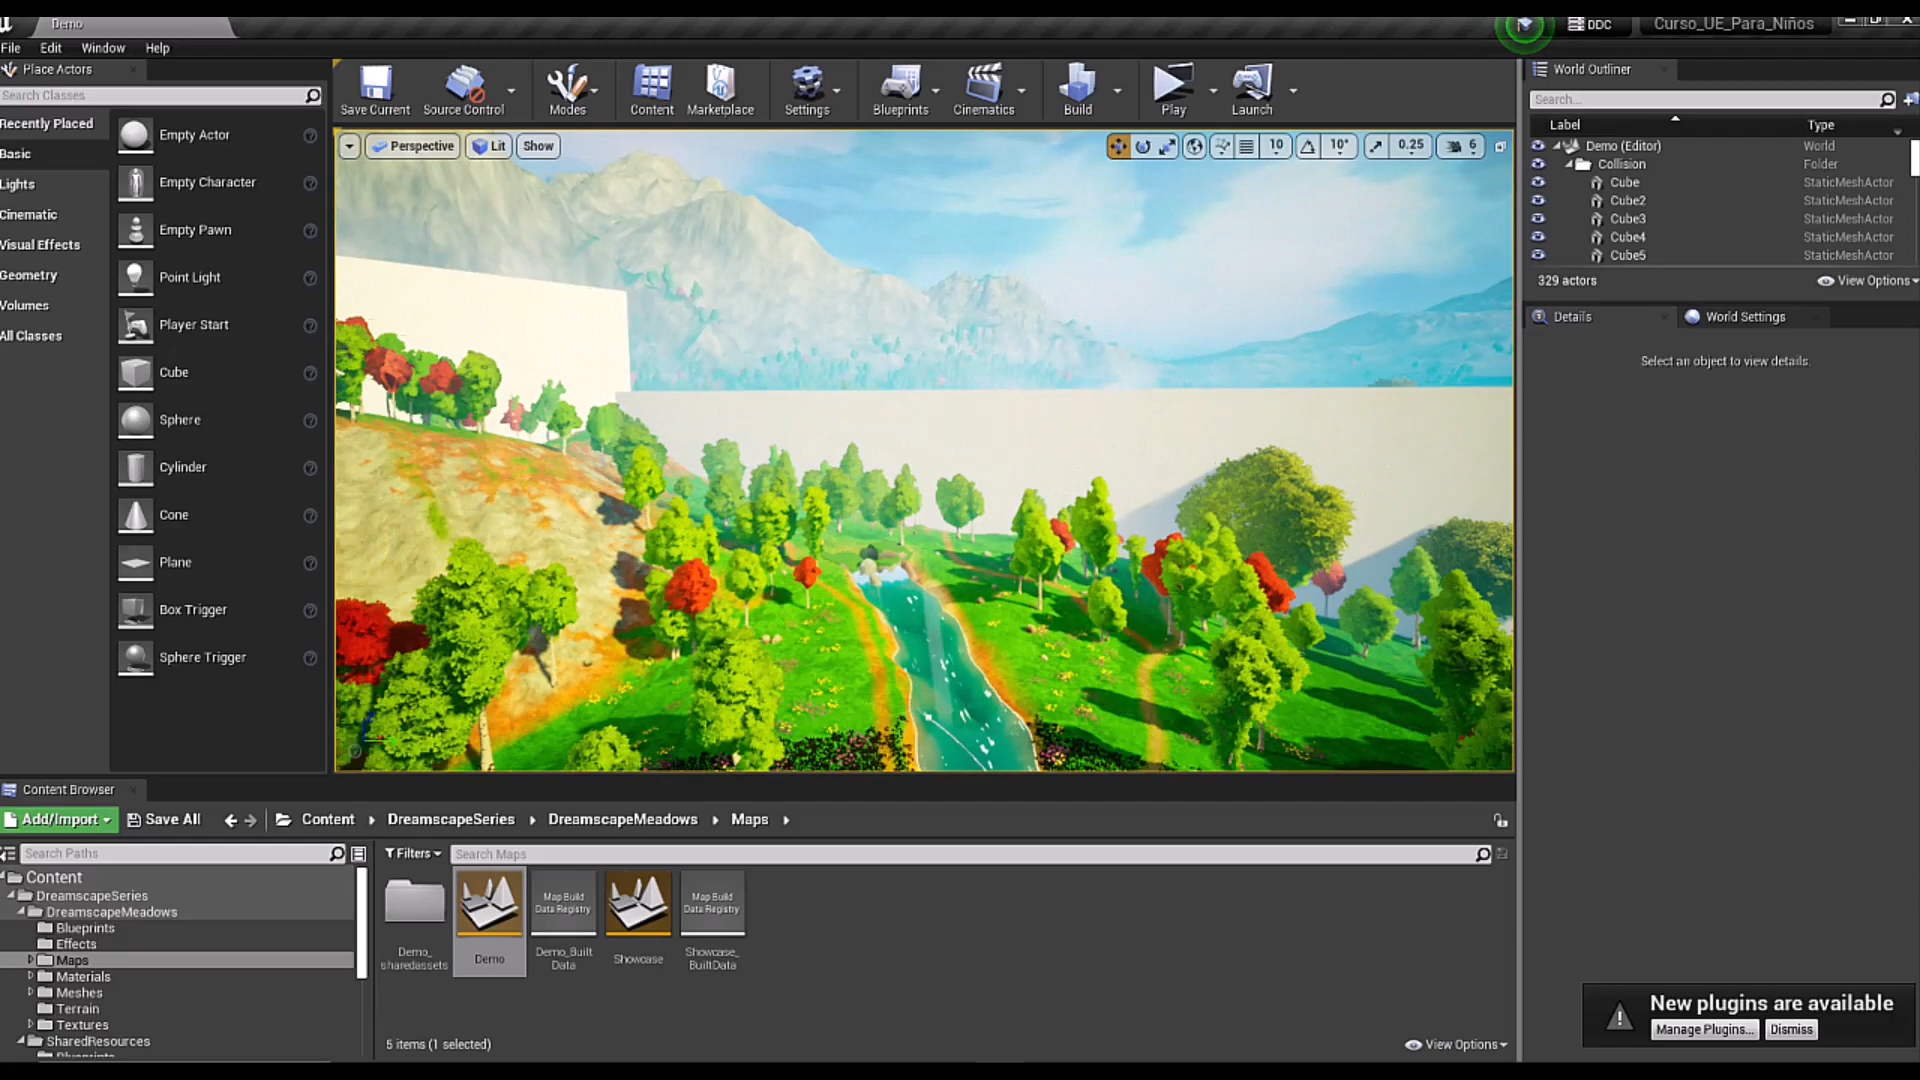 Demo
DDC
Curso_UE_Para_Niños
File Edit Window Help
Place Actors
Search Classes
Recently Placed
Basic
Lights
Cinematic
Visual Effects
Geometry
Volumes
All Classes
Empty Actor
Empty Character
Empty Pawn
Point Light
Player Start
Cube
Sphere
Cylinder
Cone
Plane
Box Trigger
Sphere Trigger
Save Current
Source Control
Modes
Content
Marketplace
Settings
Blueprints
Cinematics
Build
Play
Launch
Perspective
Lit
Show
10
10°
0.25
6
World Outliner
Search...
Label Type
Demo (Editor) World
Collision Folder
Cube StaticMeshActor
Cube2 StaticMeshActor
Cube3 StaticMeshActor
Cube4 StaticMeshActor
Cube5 StaticMeshActor
329 actors
View Options
Details
World Settings
Select an object to view details.
Content Browser
Add/Import
Save All
Content
DreamscapeSeries
DreamscapeMeadows
Maps
Search Paths
Filters
Search Maps
Content
DreamscapeSeries
DreamscapeMeadows
Blueprints
Effects
Maps
Materials
Meshes
Terrain
Textures
SharedResources
Demo_
sharedassets
Demo
Map Build
Data Registry
Demo_Built
Data
Showcase
Map Build
Data Registry
Showcase_
BuiltData
5 items (1 selected)
View Options
New plugins are available
Manage Plugins...
Dismiss